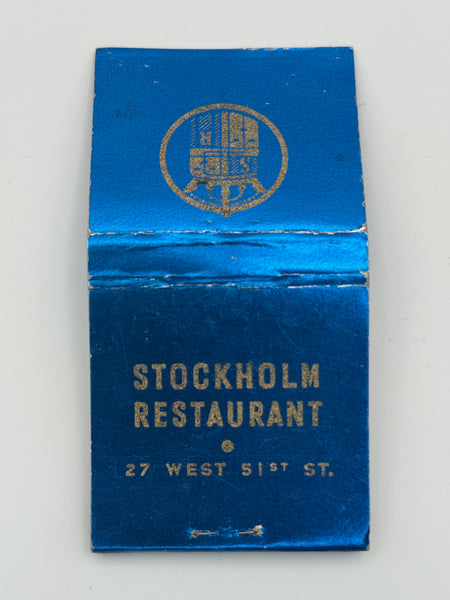 S R
STOCKHOLM
RESTAURANT
27 WEST 51ST ST.